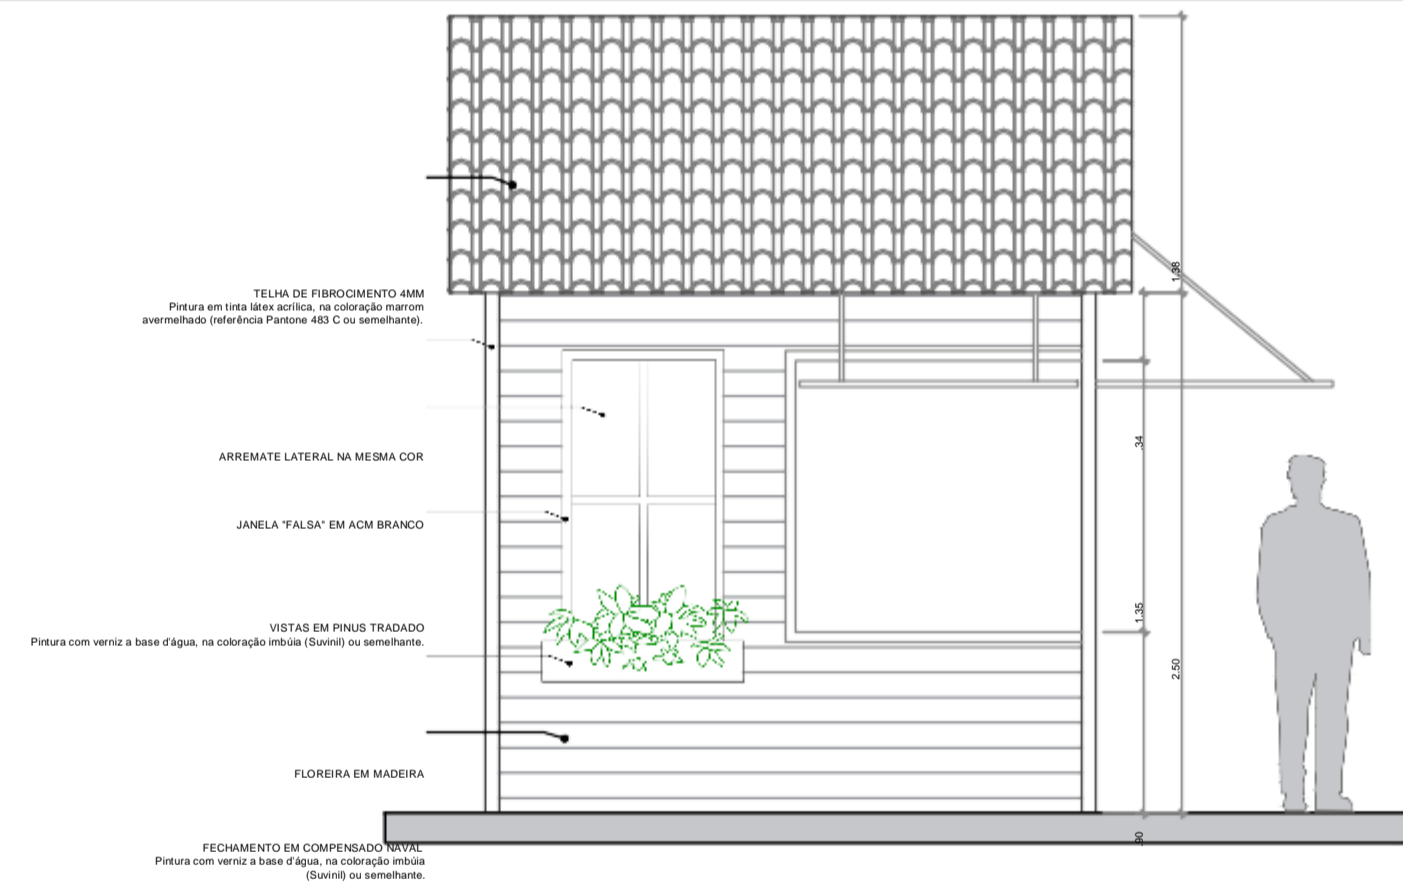 1.38
TELHA DE FIBROCIMENTO 4MM
Pintura em tinta látex acrílica, na coloração marrom
avermelhado (referência Pantone 483 C ou semelhante).
.34
ARREMATE LATERAL NA MESMA COR
JANELA "FALSA" EM ACM BRANCO
1.35
VISTAS EM PINUS TRADADO
Pintura com verniz a base d'água, na coloração imbúia (Suvinil) ou semelhante.
2.50
FLOREIRA EM MADEIRA
.90
FECHAMENTO EM COMPENSADO NAVAL
Pintura com verniz a base d'água, na coloração imbúia
(Suvinil) ou semelhante.